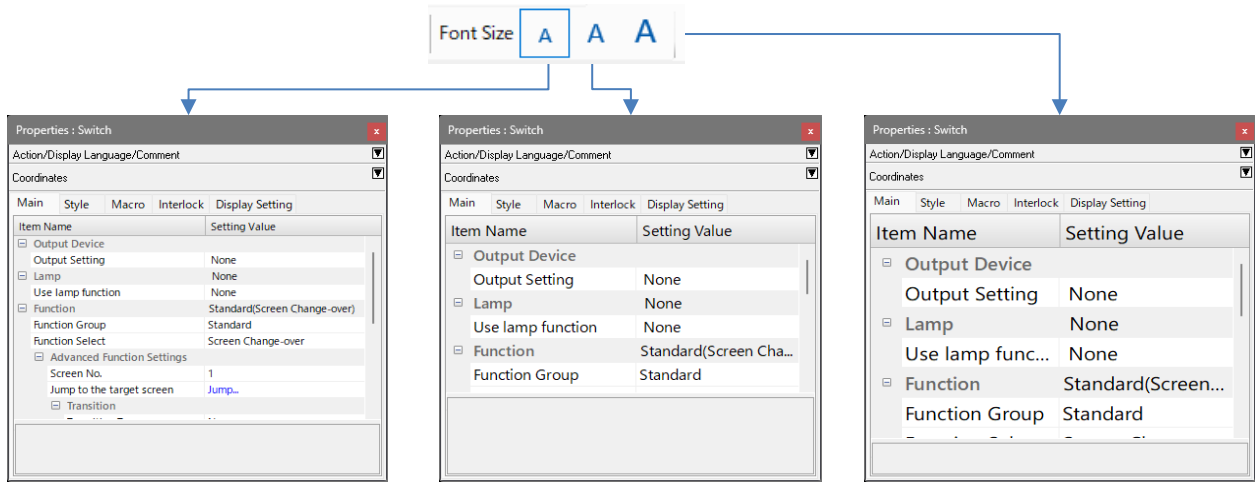 Font Size A A A
Properties : Switch x
Action/Display Language/Comment
Coordinates
Main Style Macro Interlock Display Setting
Item Name Setting Value
Output Device
Output Setting None
Lamp None
Use lamp function None
Function Standard(Screen Change-over)
Function Group Standard
Function Select Screen Change-over
Advanced Function Settings
Screen No. 1
Jump to the target screen Jump...
Transition
Properties : Switch x
Action/Display Language/Comment
Coordinates
Main Style Macro Interlock Display Setting
Item Name Setting Value
Output Device
Output Setting None
Lamp None
Use lamp function None
Function Standard(Screen Cha...
Function Group Standard
Properties : Switch x
Action/Display Language/Comment
Coordinates
Main Style Macro Interlock Display Setting
Item Name Setting Value
Output Device
Output Setting None
Lamp None
Use lamp func... None
Function Standard(Screen...
Function Group Standard